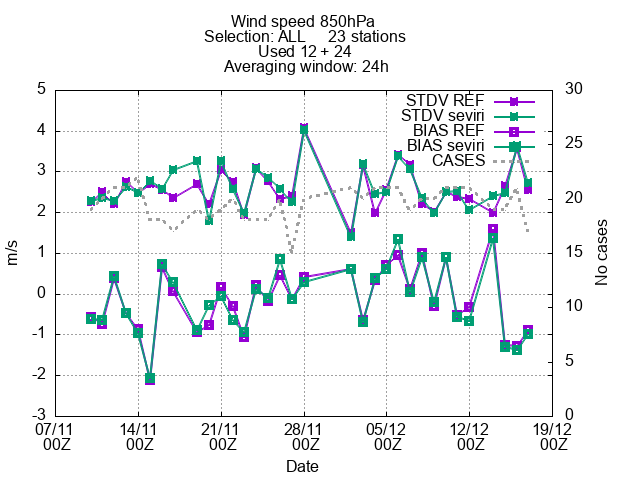 Wind speed 850hPa
Selection: ALL 23 stations
Used 12 + 24
Averaging window: 24h
5
4
3
2
1
0
-1
-2
-3
m/s
30
25
20
15
10
5
0
No cases
STDV REF
STDV seviri
BIAS REF
BIAS seviri
CASES
07/11 14/11 21/11 28/11 05/12 12/12 19/12
00Z 00Z 00Z 00Z 00Z 00Z 00Z
Date